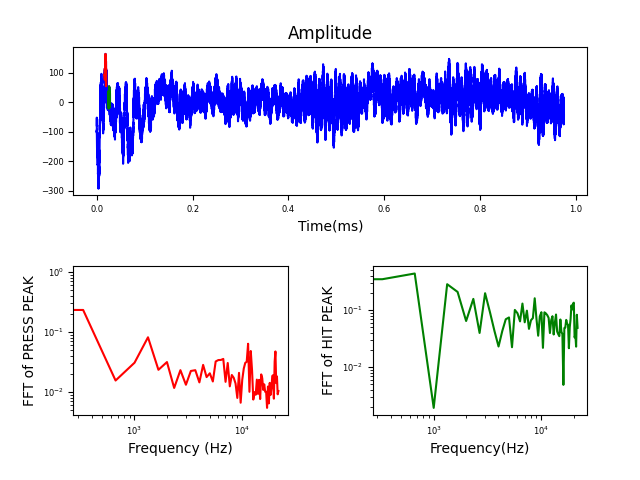 Amplitude
100
0
−100
−200
−300
0.0 0.2 0.4 0.6 0.8 1.0
Time(ms)
FFT of PRESS PEAK
10⁰
10⁻¹
10⁻²
10³ 10⁴
Frequency (Hz)
FFT of HIT PEAK
10⁻¹
10⁻²
10³ 10⁴
Frequency(Hz)